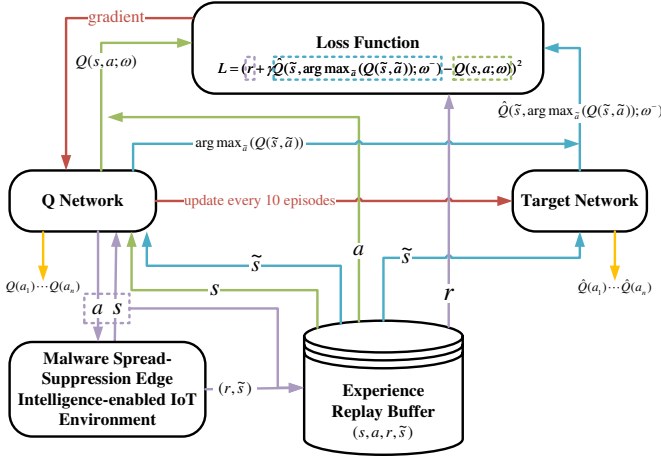 gradient
Loss Function
Q(s,a;ω)
L = (r + γQ̂(s̃, arg max_ã (Q(s̃,ã)); ω⁻) − Q(s,a;ω))²
Q̂(s̃, arg max_ã (Q(s̃,ã)); ω⁻)
arg max_ã (Q(s̃,ã))
Q Network
update every 10 episodes
Target Network
s̃
a
s̃
s
r
Q(a₁)⋯Q(aₙ)
Q̂(a₁)⋯Q̂(aₙ)
a s
Malware Spread-
Suppression Edge
Intelligence-enabled IoT
Environment
(r, s̃)
Experience
Replay Buffer
(s, a, r, s̃)